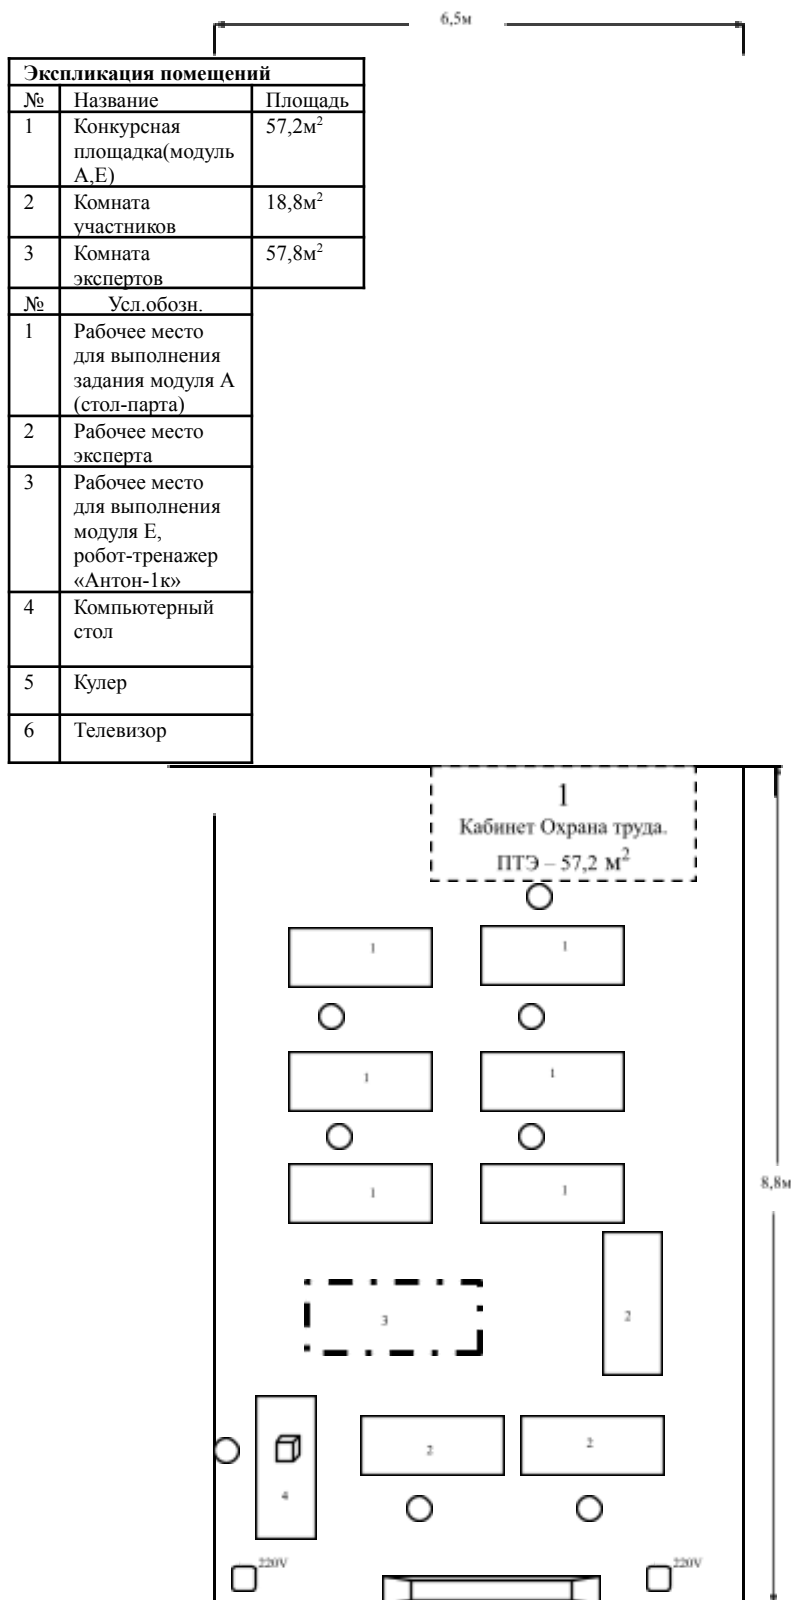 6,5м
Экспликация помещений
№ Название Площадь
1 Конкурсная 57,2м²
площадка(модуль
А,Е)
2 Комната 18,8м²
участников
3 Комната 57,8м²
экспертов
№ Усл.обозн.
1 Рабочее место
для выполнения
задания модуля А
(стол-парта)
2 Рабочее место
эксперта
3 Рабочее место
для выполнения
модуля Е,
робот-тренажер
«Антон-1к»
4 Компьютерный
стол
5 Кулер
6 Телевизор
1
Кабинет Охрана труда.
ПТЭ – 57,2 м²
1 1
1 1
8,8м
1 1
2
3
2 2
4
220V 220V